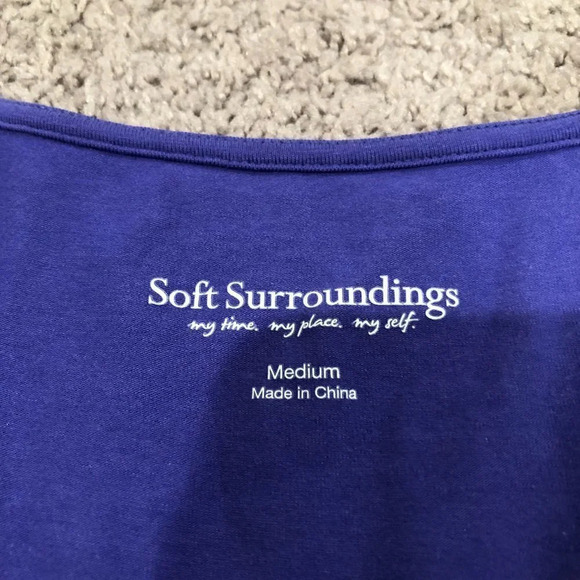 Soft Surroundings
my time. my place. my self.
Medium
Made in China